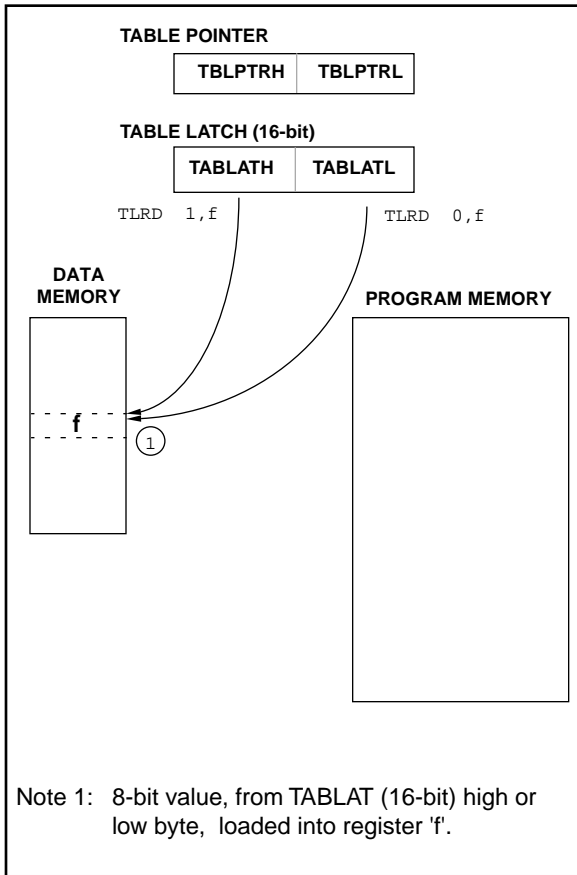 TABLE POINTER
TBLPTRH TBLPTRL
TABLE LATCH (16-bit)
TABLATH TABLATL
TLRD 1,f
TLRD 0,f
DATA
MEMORY
PROGRAM MEMORY
f
1
Note 1: 8-bit value, from TABLAT (16-bit) high or
low byte, loaded into register 'f'.